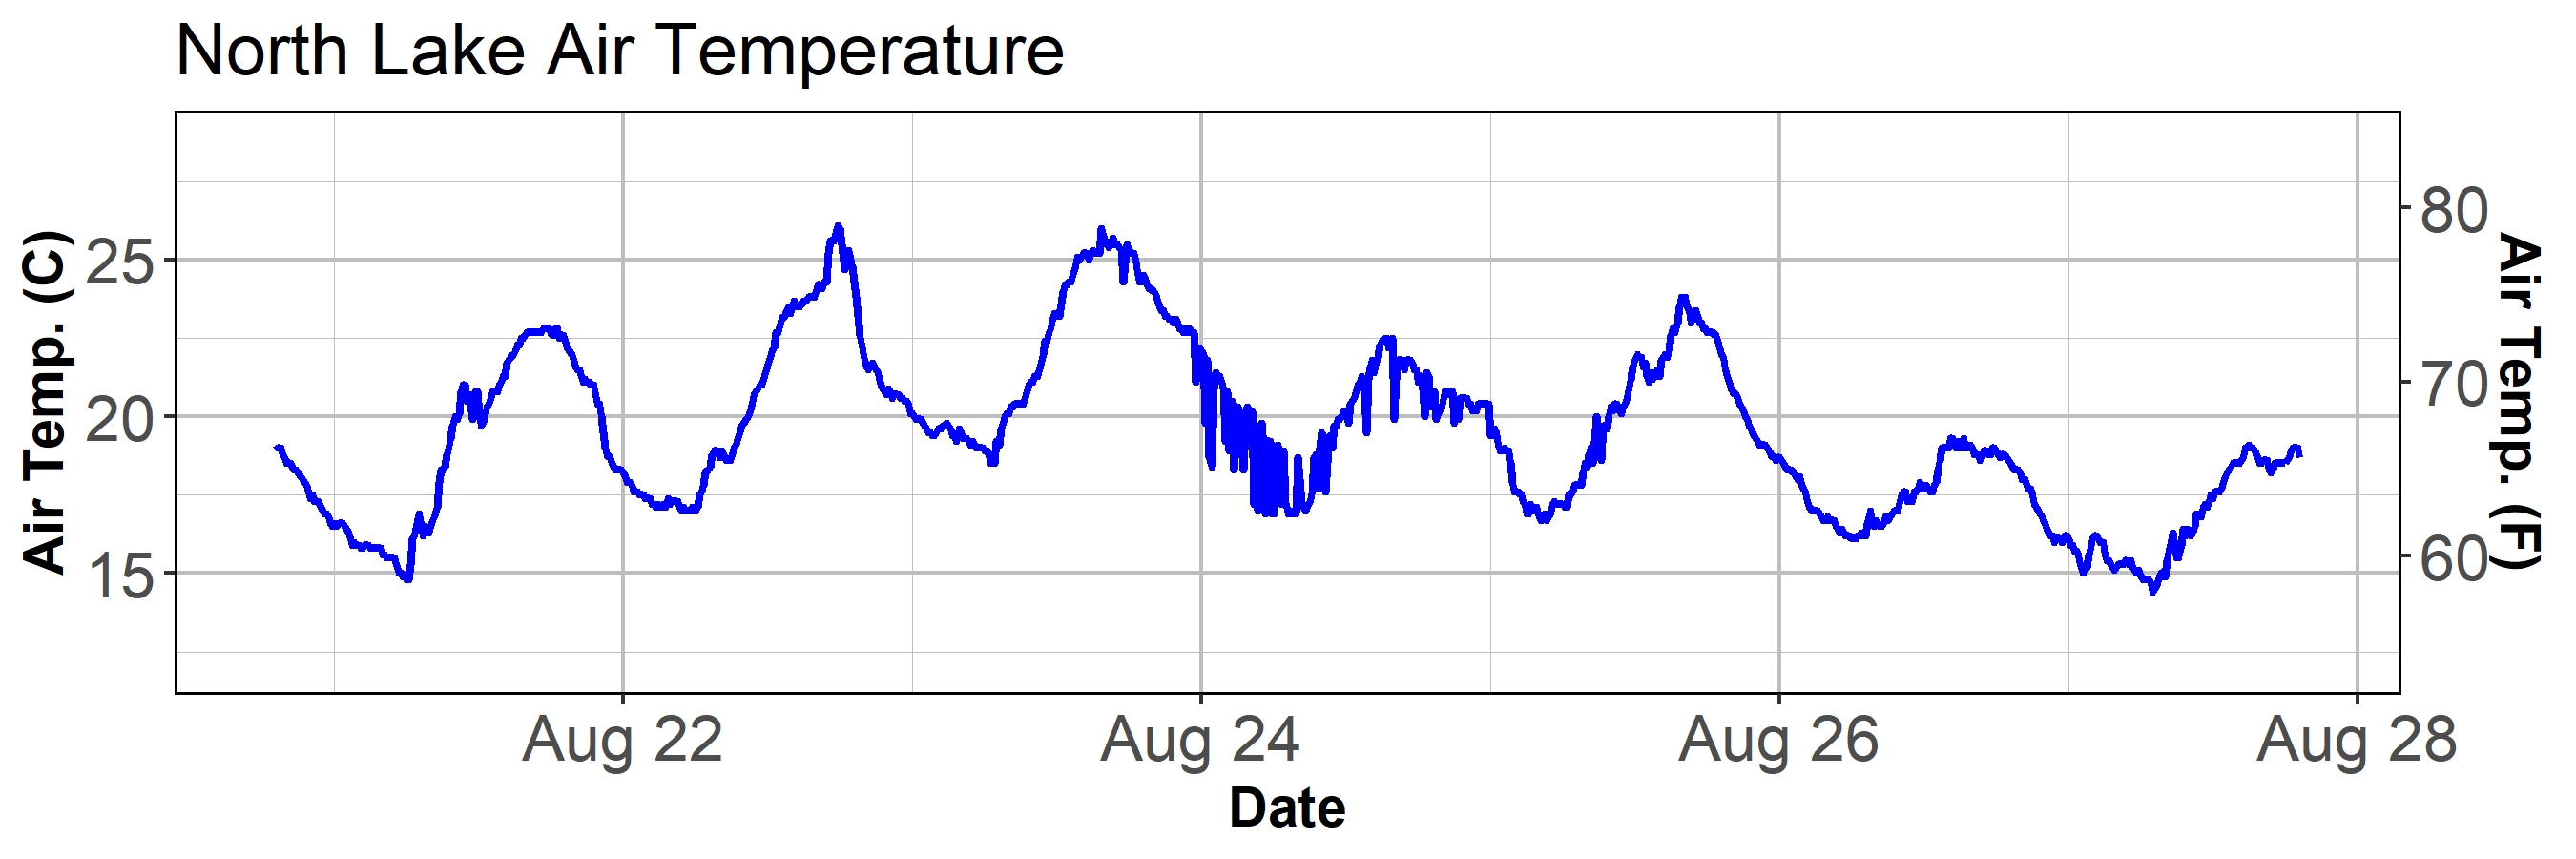 North Lake Air Temperature
Air Temp. (C)
25
20
15
80
70
60
Air Temp. (F)
Aug 22
Aug 24
Aug 26
Aug 28
Date